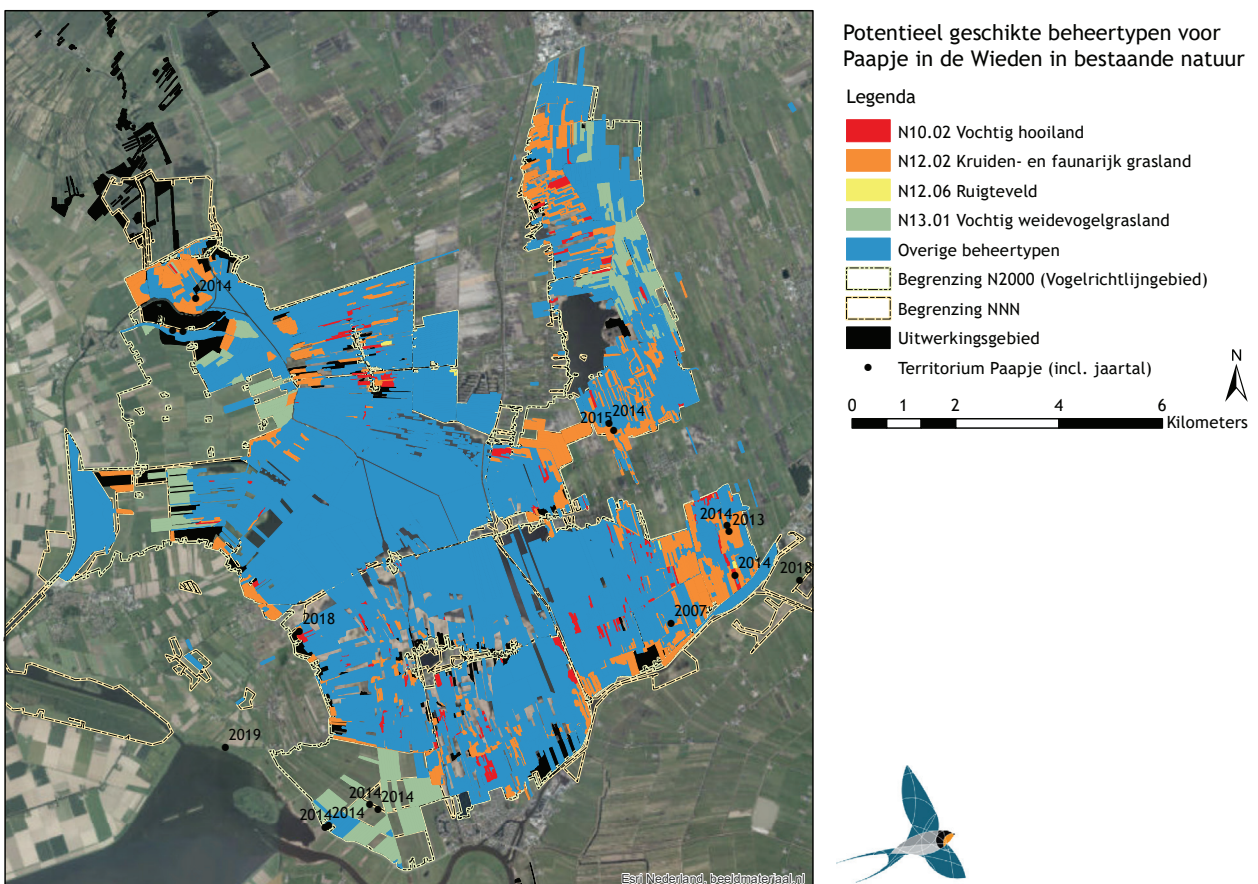 Potentieel geschikte beheertypen voor
Paapje in de Wieden in bestaande natuur
Legenda
N10.02 Vochtig hooiland
N12.02 Kruiden- en faunarijk grasland
N12.06 Ruigteveld
N13.01 Vochtig weidevogelgrasland
Overige beheertypen
Begrenzing N2000 (Vogelrichtlijngebied)
Begrenzing NNN
Uitwerkingsgebied
Territorium Paapje (incl. jaartal)
N
0 1 2 4 6
Kilometers
2014
2015 2014
2014
2013
2014
2018
2007
2018
2019
2014
2014
2014 2014
Esri Nederland, beeldmateriaal.nl